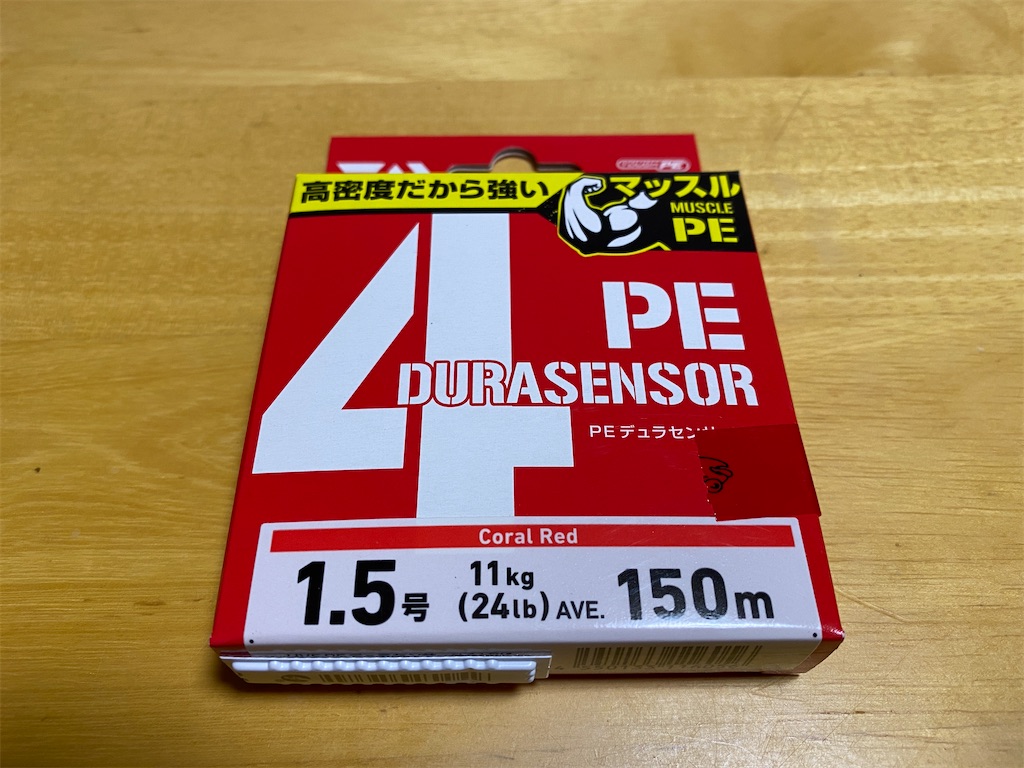 高密度だから強い
マッスル
MUSCLE
PE
4
PE
DURASENSOR
PEデュラセンサ
Coral Red
1.5号
11kg
(24lb) AVE.
150m